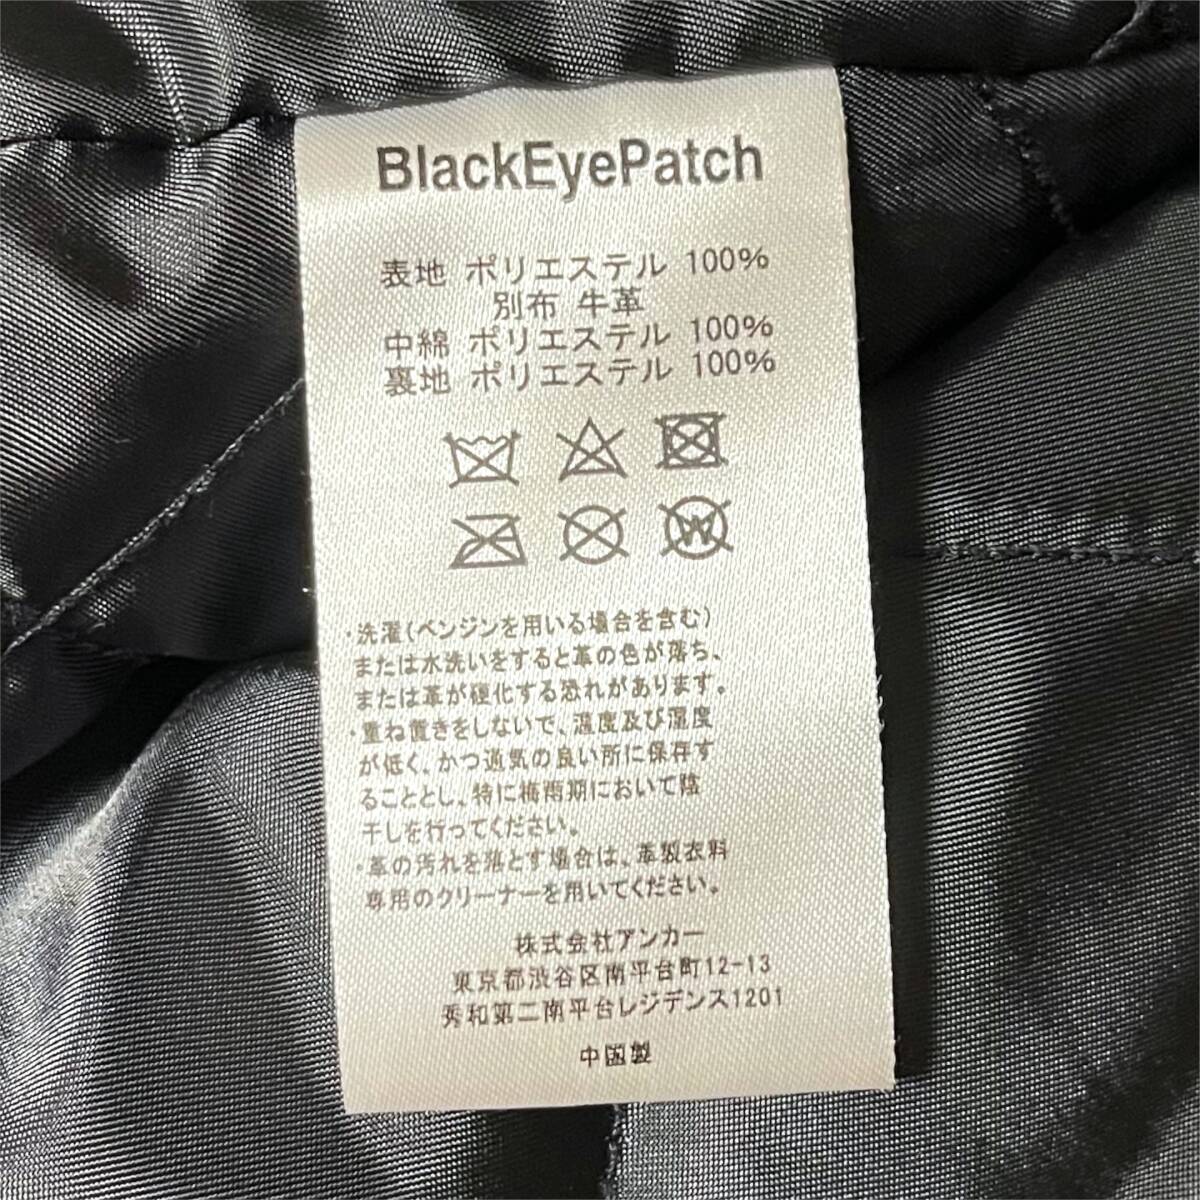 BlackEyePatch
表地 ポリエステル 100%
別布 牛革
中綿 ポリエステル 100%
裏地 ポリエステル 100%
W
・洗濯(ベンジンを用いる場合を含む)
または水洗いをすると革の色が落ち、
または革が硬化する恐れがあります。
・重ね置きをしないで、温度及び湿度
が低く、かつ通気の良い所に保存す
ることとし、特に梅雨期において陰
干しを行ってください。
・革の汚れを落とす場合は、革製衣料
専用のクリーナーを用いてください。
株式会社アンカー
東京都渋谷区南平台町12-13
秀和第二南平台レジデンス1201
中国製